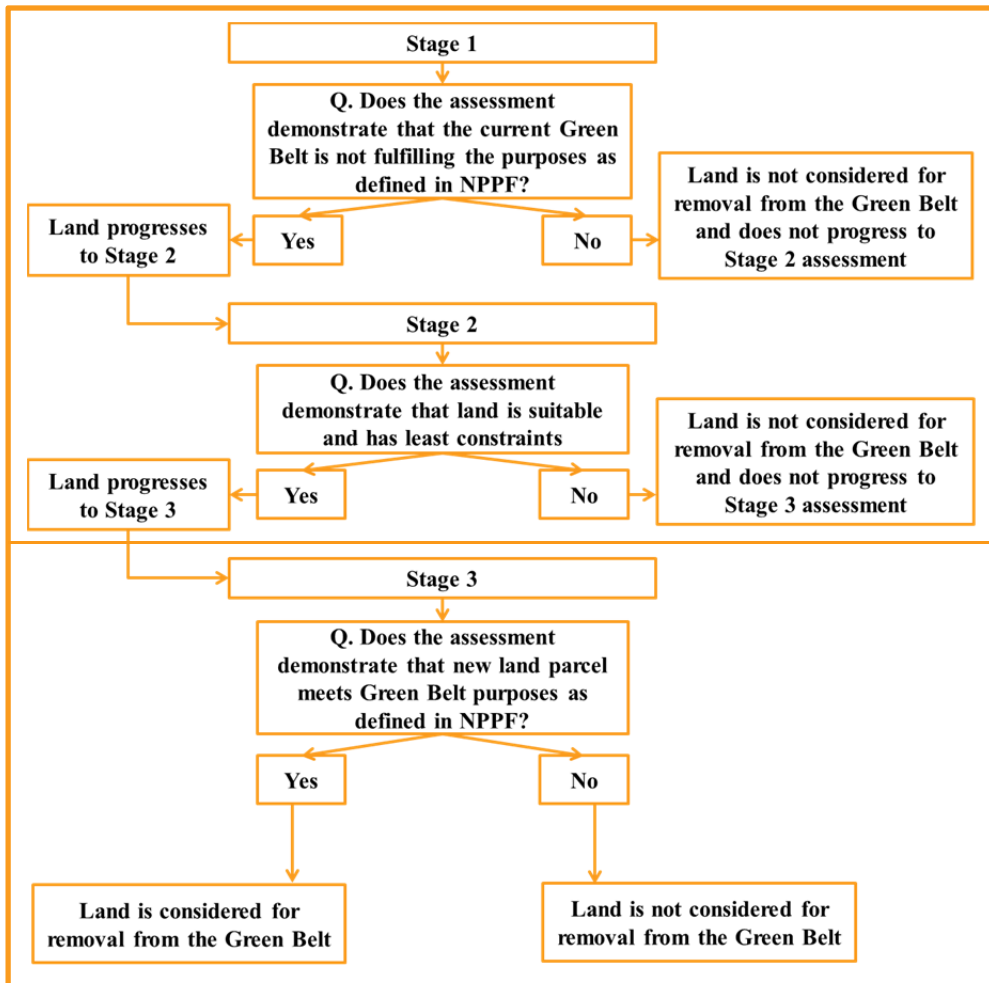 Stage 1
Q. Does the assessment
demonstrate that the current Green
Belt is not fulfilling the purposes as
defined in NPPF?
Land progresses
to Stage 2
Yes
No
Land is not considered for
removal from the Green Belt
and does not progress to
Stage 2 assessment
Stage 2
Q. Does the assessment
demonstrate that land is suitable
and has least constraints
Land progresses
to Stage 3
Yes
No
Land is not considered for
removal from the Green Belt
and does not progress to
Stage 3 assessment
Stage 3
Q. Does the assessment
demonstrate that new land parcel
meets Green Belt purposes as
defined in NPPF?
Yes
No
Land is considered for
removal from the Green Belt
Land is not considered for
removal from the Green Belt